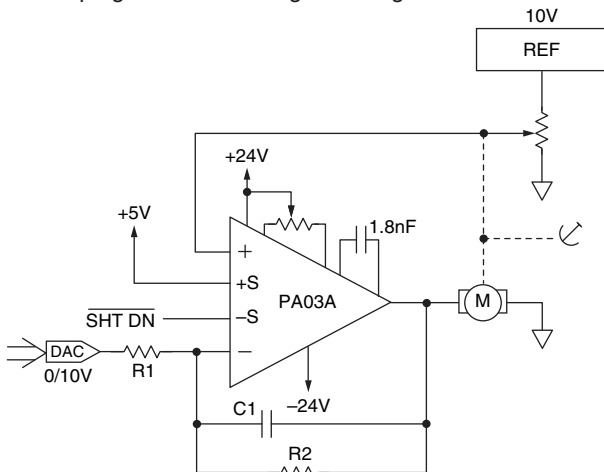 10V
REF
+24V
+5V
1.8nF
+
+S
PA03A
M
SHT DN
–S
DAC
–
0/10V
R1
–24V
C1
R2